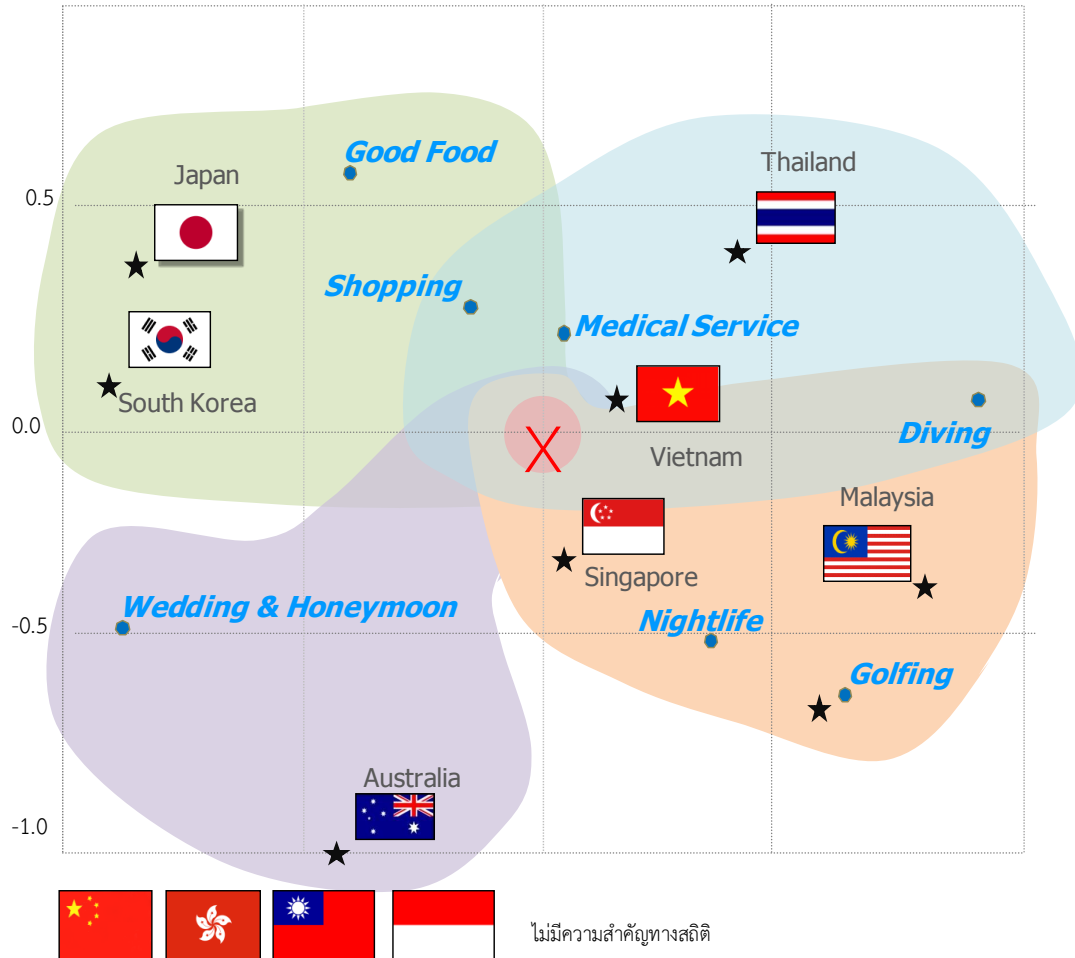 Good Food
Thailand
Japan
0.5
Shopping
Medical Service
South Korea
0.0
Diving
Vietnam
X
Malaysia
Singapore
Wedding & Honeymoon
Nightlife
-0.5
Golfing
Australia
-1.0
ไม่มีความสำคัญทางสถิติ